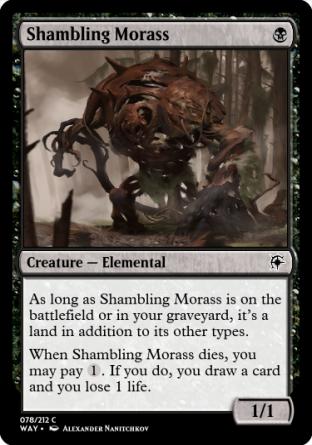 Shambling Morass
Creature — Elemental
As long as Shambling Morass is on the
battlefield or in your graveyard, it's a
land in addition to its other types.
When Shambling Morass dies, you
may pay 1. If you do, you draw a card
and you lose 1 life.
078/212 C
WAY • Alexander Nanitchkov
1/1